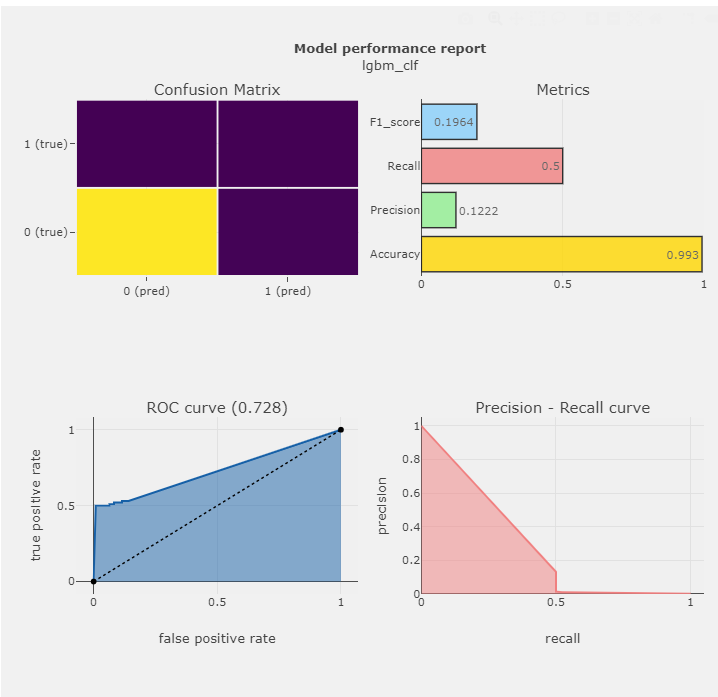 Model performance report
lgbm_clf
Confusion Matrix
1 (true)
0 (true)
0 (pred) 1 (pred)
Metrics
F1_score 0.1964
Recall 0.5
Precision 0.1222
Accuracy 0.993
0 0.5 1
ROC curve (0.728)
true positive rate
1
0.5
0
0 0.5 1
false positive rate
Precision - Recall curve
precision
1
0.8
0.6
0.4
0.2
0
0 0.5 1
recall